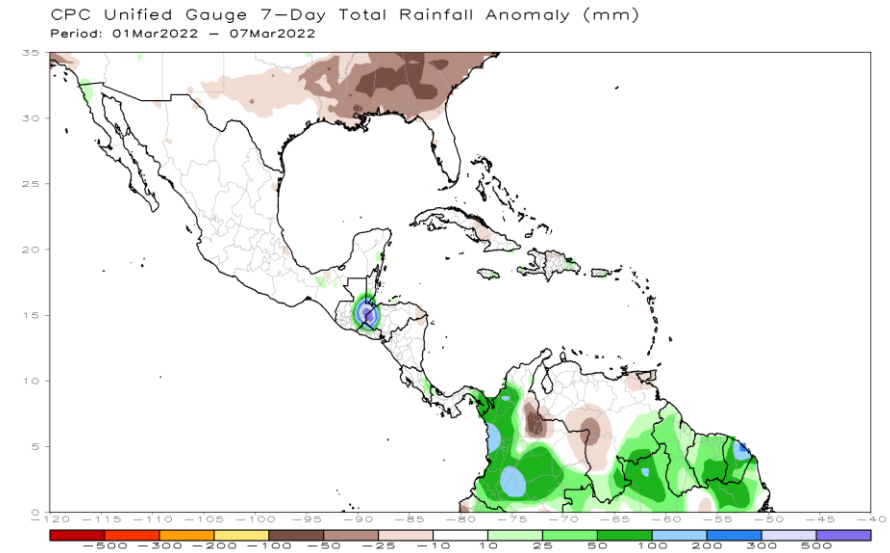 CPC Unified Gauge 7-Day Total Rainfall Anomaly (mm)
Period: 01Mar2022 - 07Mar2022
35
30
25
20
15
10
5
0
-120 -115 -110 -105 -100 -95 -90 -85 -80 -75 -70 -65 -60 -55 -50 -45 -40
-500 -300 -200 -100 -50 -25 -10 10 25 50 100 200 300 500